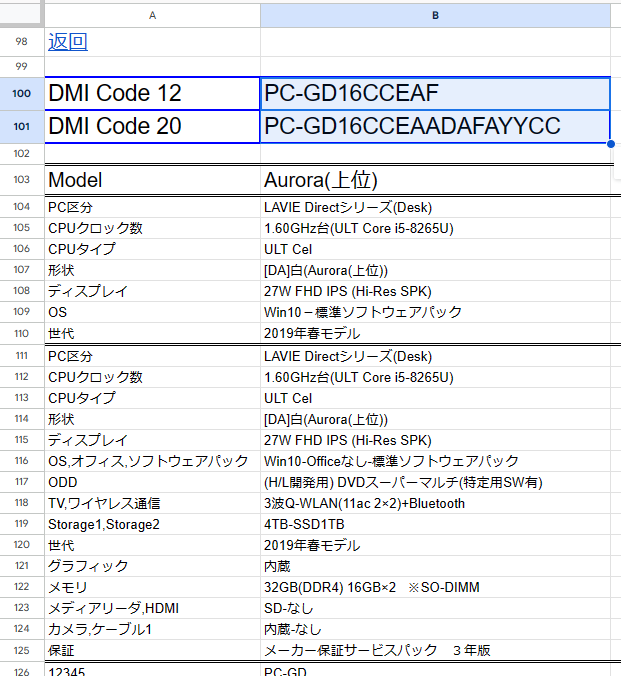 A B
98 返回
99
100 DMI Code 12 PC-GD16CCEAF
101 DMI Code 20 PC-GD16CCEAADAFAYYCC
102
103 Model Aurora(上位)
104 PC区分 LAVIE Directシリーズ(Desk)
105 CPUクロック数 1.60GHz台(ULT Core i5-8265U)
106 CPUタイプ ULT Cel
107 形状 [DA]白(Aurora(上位))
108 ディスプレイ 27W FHD IPS (Hi-Res SPK)
109 OS Win10－標準ソフトウェアパック
110 世代 2019年春モデル
111 PC区分 LAVIE Directシリーズ(Desk)
112 CPUクロック数 1.60GHz台(ULT Core i5-8265U)
113 CPUタイプ ULT Cel
114 形状 [DA]白(Aurora(上位))
115 ディスプレイ 27W FHD IPS (Hi-Res SPK)
116 OS,オフィス,ソフトウェアパック Win10-Officeなし-標準ソフトウェアパック
117 ODD (H/L開発用) DVDスーパーマルチ(特定用SW有)
118 TV,ワイヤレス通信 3波Q-WLAN(11ac 2×2)+Bluetooth
119 Storage1,Storage2 4TB-SSD1TB
120 世代 2019年春モデル
121 グラフィック 内蔵
122 メモリ 32GB(DDR4) 16GB×2　※SO-DIMM
123 メディアリーダ,HDMI SD-なし
124 カメラ,ケーブル1 内蔵-なし
125 保証 メーカー保証サービスパック　３年版
126 12345 PC-GD